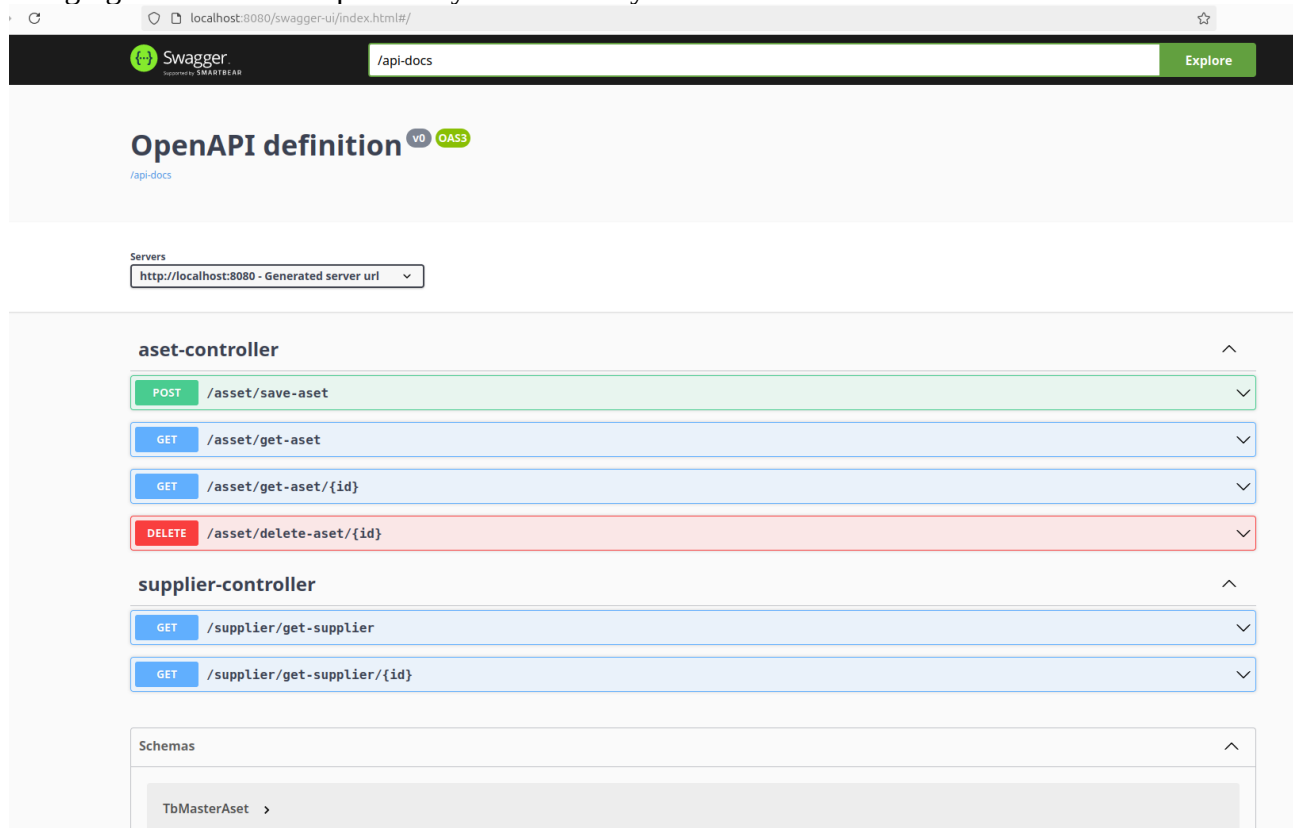 localhost:8080/swagger-ui/index.html#/
Swagger.
Supported by SMARTBEAR
/api-docs
Explore
OpenAPI definition v0 OAS3
/api-docs
Servers
http://localhost:8080 - Generated server url
aset-controller
POST /asset/save-aset
GET /asset/get-aset
GET /asset/get-aset/{id}
DELETE /asset/delete-aset/{id}
supplier-controller
GET /supplier/get-supplier
GET /supplier/get-supplier/{id}
Schemas
TbMasterAset